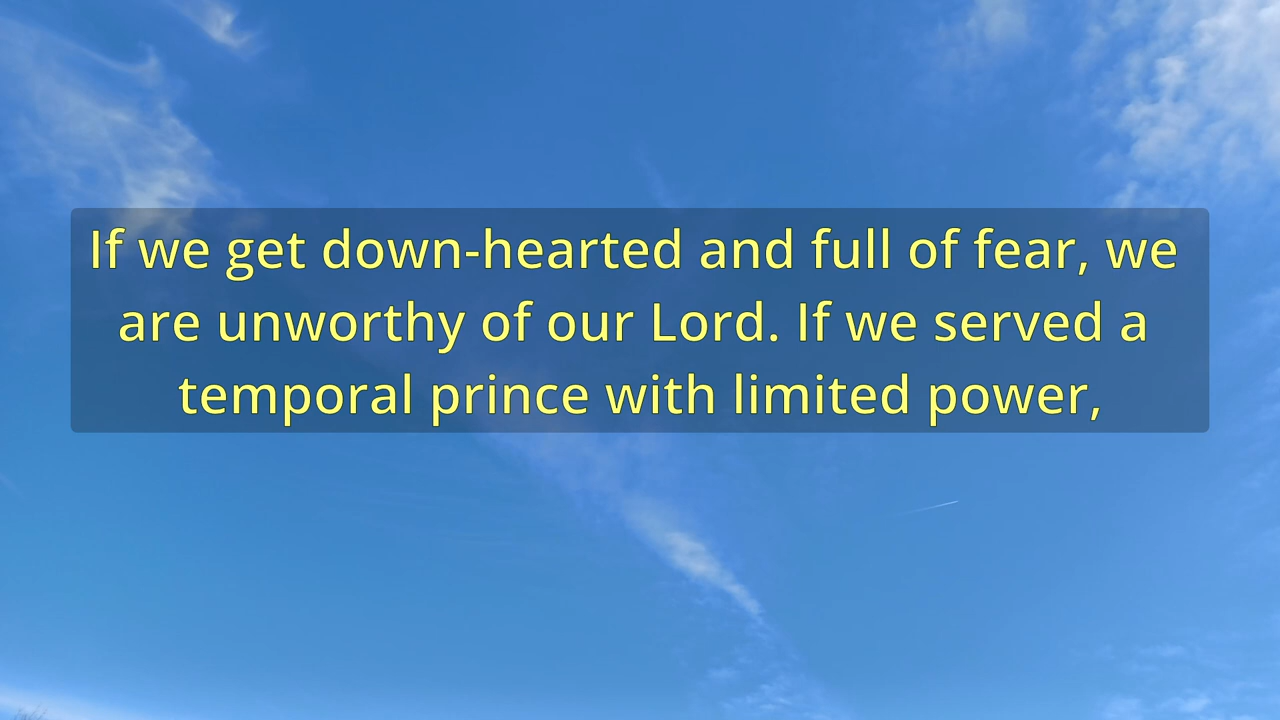 If we get down-hearted and full of fear, we
are unworthy of our Lord. If we served a
temporal prince with limited power,